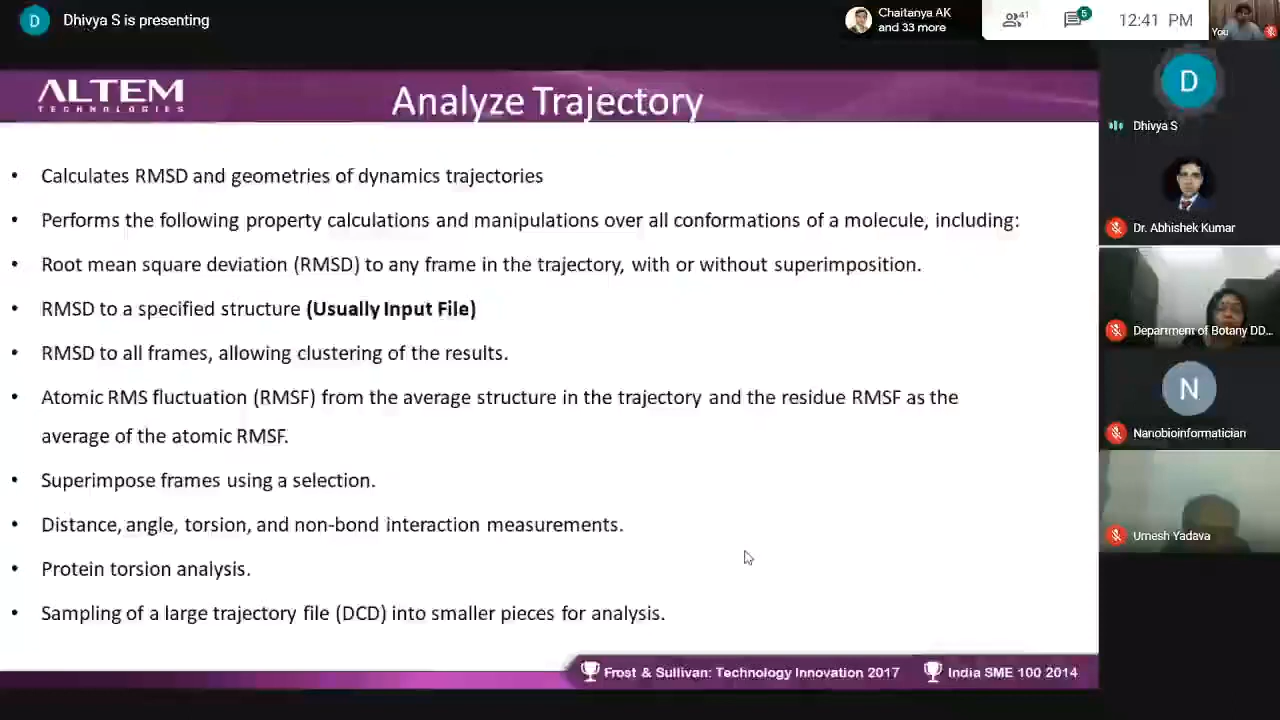 D
Dhivya S is presenting
Chaitanya AK
and 33 more
41
5
12:41 PM
You
ALTEM
TECHNOLOGIES
Analyze Trajectory
• Calculates RMSD and geometries of dynamics trajectories
• Performs the following property calculations and manipulations over all conformations of a molecule, including:
• Root mean square deviation (RMSD) to any frame in the trajectory, with or without superimposition.
• RMSD to a specified structure (Usually Input File)
• RMSD to all frames, allowing clustering of the results.
• Atomic RMS fluctuation (RMSF) from the average structure in the trajectory and the residue RMSF as the
average of the atomic RMSF.
• Superimpose frames using a selection.
• Distance, angle, torsion, and non-bond interaction measurements.
• Protein torsion analysis.
• Sampling of a large trajectory file (DCD) into smaller pieces for analysis.
Frost & Sullivan: Technology Innovation 2017
India SME 100 2014
D
Dhivya S
Dr. Abhishek Kumar
Department of Botany DD...
N
Nanobioinformatician
Umesh Yadava